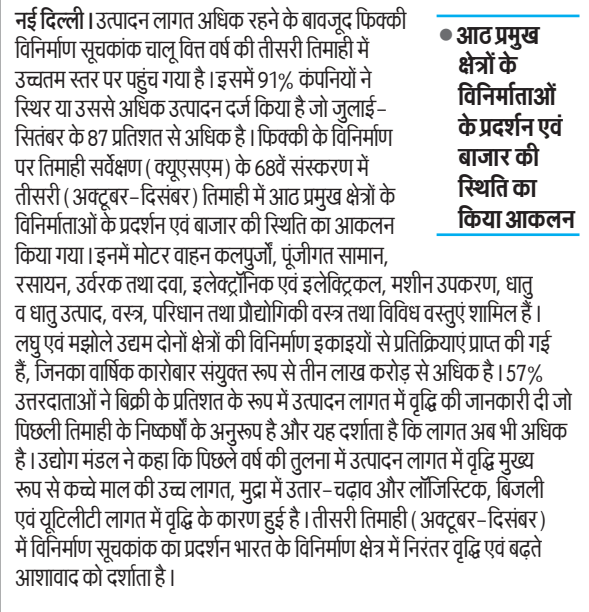 नई दिल्ली। उत्पादन लागत अधिक रहने के बावजूद फिक्की
विनिर्माण सूचकांक चालू वित्त वर्ष की तीसरी तिमाही में
उच्चतम स्तर पर पहुंच गया है। इसमें 91% कंपनियों ने
स्थिर या उससे अधिक उत्पादन दर्ज किया है जो जुलाई-
सितंबर के 87 प्रतिशत से अधिक है। फिक्की के विनिर्माण
पर तिमाही सर्वेक्षण (क्यूएसएम) के 68वें संस्करण में
तीसरी (अक्टूबर-दिसंबर) तिमाही में आठ प्रमुख क्षेत्रों के
विनिर्माताओं के प्रदर्शन एवं बाजार की स्थिति का आकलन
किया गया। इनमें मोटर वाहन कलपुर्जों, पूंजीगत सामान,
रसायन, उर्वरक तथा दवा, इलेक्ट्रॉनिक एवं इलेक्ट्रिकल, मशीन उपकरण, धातु
व धातु उत्पाद, वस्त्र, परिधान तथा प्रौद्योगिकी वस्त्र तथा विविध वस्तुएं शामिल हैं।
लघु एवं मझोले उद्यम दोनों क्षेत्रों की विनिर्माण इकाइयों से प्रतिक्रियाएं प्राप्त की गई
हैं, जिनका वार्षिक कारोबार संयुक्त रूप से तीन लाख करोड़ से अधिक है। 57%
उत्तरदाताओं ने बिक्री के प्रतिशत के रूप में उत्पादन लागत में वृद्धि की जानकारी दी जो
पिछली तिमाही के निष्कर्षों के अनुरूप है और यह दर्शाता है कि लागत अब भी अधिक
है। उद्योग मंडल ने कहा कि पिछले वर्ष की तुलना में उत्पादन लागत में वृद्धि मुख्य
रूप से कच्चे माल की उच्च लागत, मुद्रा में उतार-चढ़ाव और लॉजिस्टिक, बिजली
एवं यूटिलीटी लागत में वृद्धि के कारण हुई है। तीसरी तिमाही (अक्टूबर-दिसंबर)
में विनिर्माण सूचकांक का प्रदर्शन भारत के विनिर्माण क्षेत्र में निरंतर वृद्धि एवं बढ़ते
आशावाद को दर्शाता है।
● आठ प्रमुख
क्षेत्रों के
विनिर्माताओं
के प्रदर्शन एवं
बाजार की
स्थिति का
किया आकलन